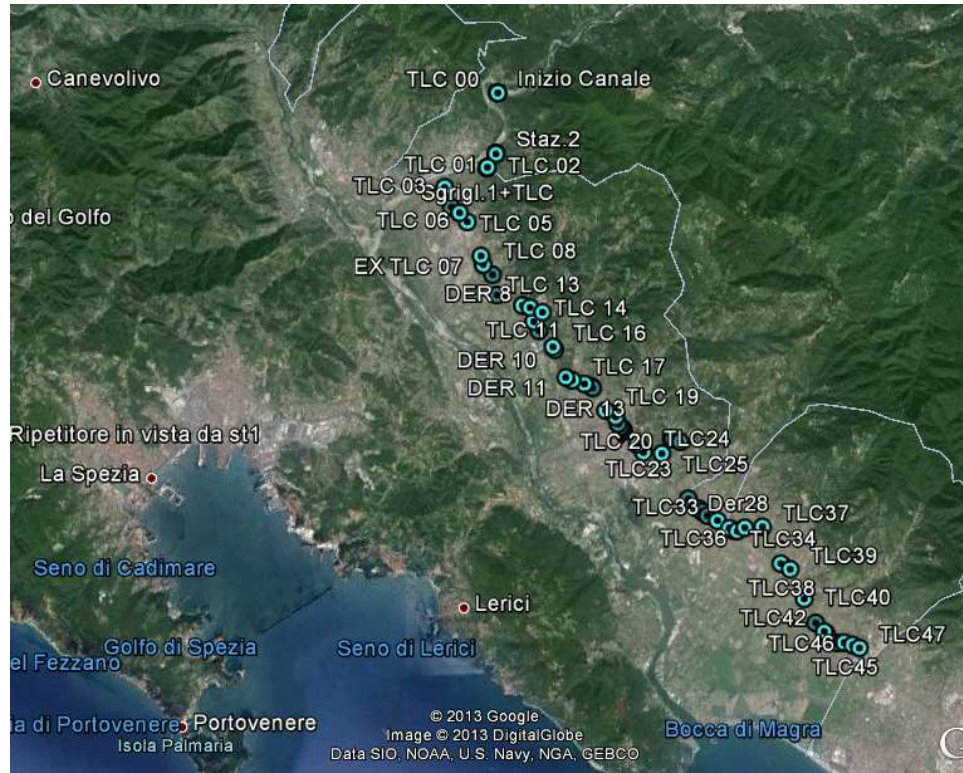 TLC 00
Inizio Canale
Canevolivo
Staz.2
TLC 01
TLC 02
TLC 03
Sgrigl.1+TLC
o del Golfo
TLC 06
TLC 05
TLC 08
EX TLC 07
TLC 13
DER 8
TLC 14
TLC 11
TLC 16
DER 10
TLC 17
DER 11
TLC 19
DER 13
Ripetitore in vista da st1
TLC 20
TLC24
TLC23
TLC25
La Spezia
TLC33
Der28
TLC37
TLC36
TLC34
TLC39
Seno di Cadimare
TLC38
TLC40
Lerici
TLC42
TLC47
Golfo di Spezia
Seno di Lerici
TLC46
el Fezzano
TLC45
ia di Portovenere
Portovenere
Isola Palmaria
© 2013 Google
Image © 2013 DigitalGlobe
Data SIO, NOAA, U.S. Navy, NGA, GEBCO
Bocca di Magra
G